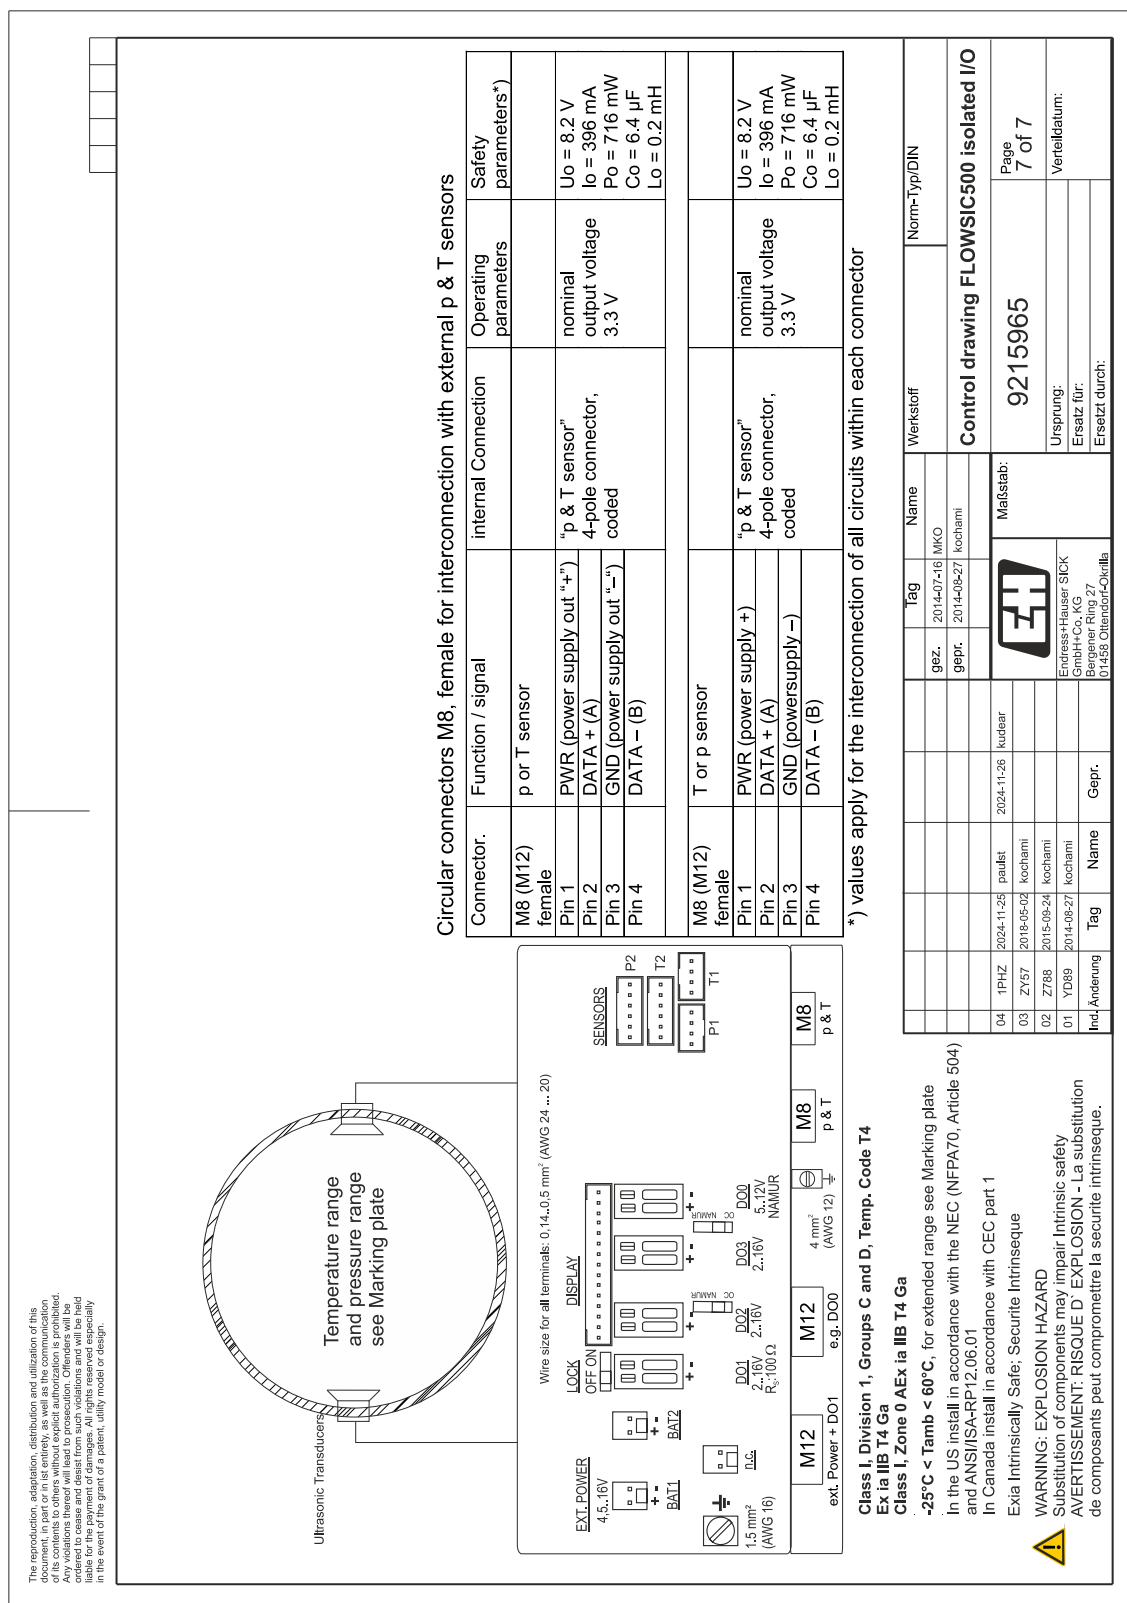 The reproduction, adaptation, distribution and utilization of this
document, in part or in ist entirety, as well as the communication
of its contents to others without explicit authorization is prohibited.
Any violations thereof will lead to prosecution. Offenders will be
ordered to cease and desist from such violations and will be held
liable for the payment of damages. All rights reserved especially
in the event of the grant of a patent, utility model or design.
Ultrasonic Transducers
Temperature range
and pressure range
see Marking plate
Wire size for all terminals: 0,14..0,5 mm² (AWG 24 ... 20)
EXT. POWER
4,5..16V
+ -
BAT1
+ -
BAT2
LOCK
OFF ON
DISPLAY
SENSORS
P2
T2
P1
T1
1.5 mm²
(AWG 16)
n.c.
+ -
DO1
2..16V
Rₛ:100 Ω
+ -
NAMUR
OC
DO2
2..16V
+ -
DO3
2..16V
NAMUR
OC
+ -
DO0
5..12V
NAMUR
M12
ext. Power + DO1
M12
e.g. DO0
4 mm²
(AWG 12)
M8
p & T
M8
p & T
Circular connectors M8, female for interconnection with external p & T sensors
Connector. Function / signal internal Connection Operating parameters Safety parameters*)
M8 (M12) female p or T sensor
Pin 1 PWR (power supply out “+”)
Pin 2 DATA + (A)
Pin 3 GND (power supply out “–“)
Pin 4 DATA – (B)
“p & T sensor”
4-pole connector,
coded
nominal
output voltage
3.3 V
Uo = 8.2 V
Io = 396 mA
Po = 716 mW
Co = 6.4 µF
Lo = 0.2 mH
M8 (M12) female T or p sensor
Pin 1 PWR (power supply +)
Pin 2 DATA + (A)
Pin 3 GND (powersupply –)
Pin 4 DATA – (B)
“p & T sensor”
4-pole connector,
coded
nominal
output voltage
3.3 V
Uo = 8.2 V
Io = 396 mA
Po = 716 mW
Co = 6.4 µF
Lo = 0.2 mH
*) values apply for the interconnection of all circuits within each connector
Class I, Division 1, Groups C and D, Temp. Code T4
Ex ia IIB T4 Ga
Class I, Zone 0 AEx ia IIB T4 Ga
-25°C < Tamb < 60°C, for extended range see Marking plate
In the US install in accordance with the NEC (NFPA70, Article 504)
and ANSI/ISA-RP12.06.01
In Canada install in accordance with CEC part 1
Exia Intrinsically Safe; Securite Intrinseque
WARNING: EXPLOSION HAZARD
Substitution of components may impair Intrinsic safety
AVERTISSEMENT: RISQUE D` EXPLOSION - La substitution
de composants peut compromettre la securite intrinseque.
04 1PHZ 2024-11-25 paulst 2024-11-26 kudear
03 ZY57 2018-05-02 kochami
02 Z788 2015-09-24 kochami
01 YD89 2014-08-27 kochami
Ind. Änderung Tag Name Gepr.
Tag Name
gez. 2014-07-16 MKO
gepr. 2014-08-27 kochami
Endress+Hauser SICK
GmbH+Co. KG
Bergener Ring 27
01458 Ottendorf-Okrilla
Maßstab:
Werkstoff
Norm-Typ/DIN
Control drawing FLOWSIC500 isolated I/O
9215965
Page
7 of 7
Ursprung:
Ersatz für:
Ersetzt durch:
Verteildatum: